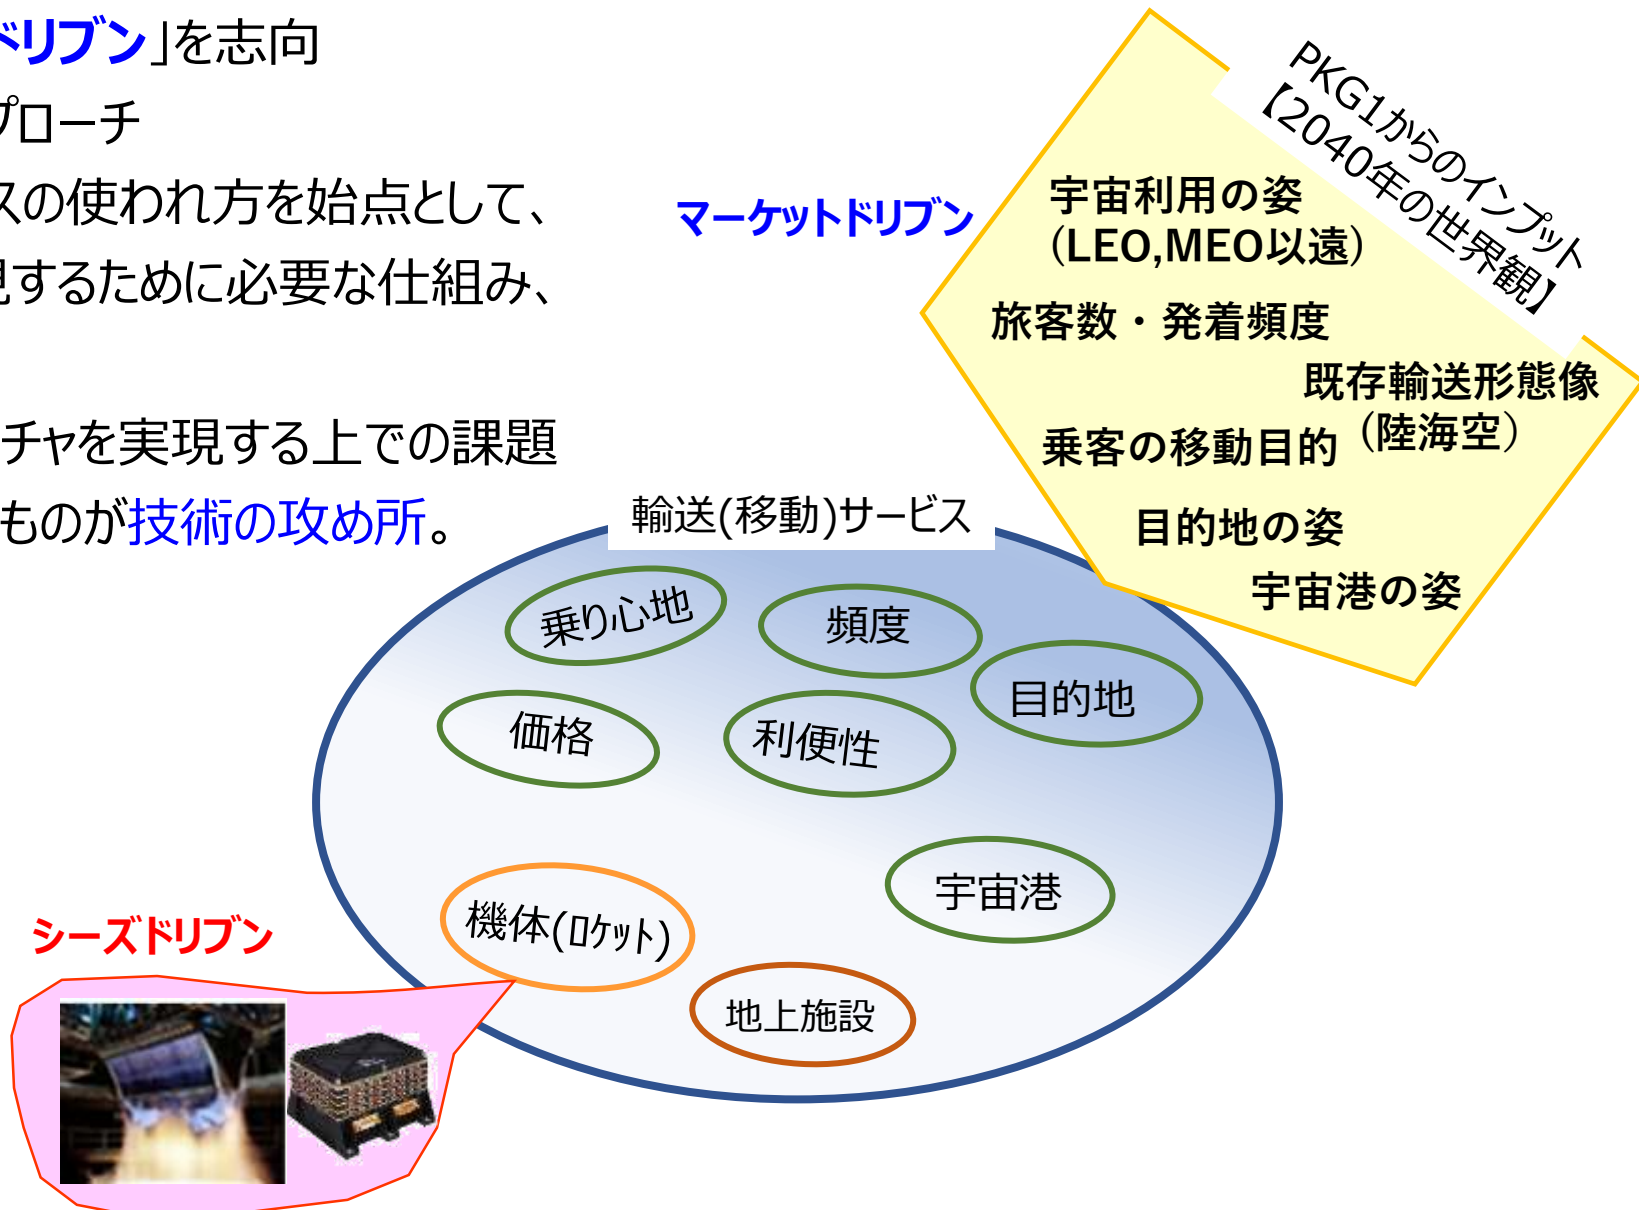 ドリブン」を志向
プローチ
スの使われ方を始点として、
見するために必要な仕組み、
チャを実現する上での課題
ものが技術の攻め所。
マーケットドリブン
PKG1からのインプット
【2040年の世界観】
宇宙利用の姿
(LEO,MEO以遠)
旅客数・発着頻度
既存輸送形態像
(陸海空)
乗客の移動目的
目的地の姿
宇宙港の姿
輸送(移動)サービス
乗り心地
頻度
目的地
価格
利便性
宇宙港
機体(ﾛｹｯﾄ)
地上施設
シーズドリブン